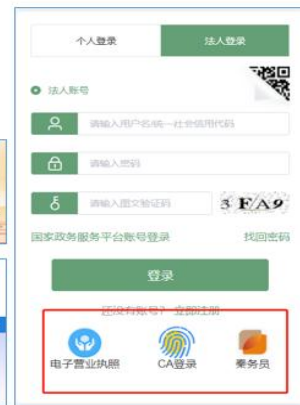 个人登录
法人登录
法人账号
请输入用户名/统一社会信用代码
请输入密码
请输入图文验证码
3 EA9
国家政务服务平台账号登录
找回密码
登录
还没有账号？ 立即注册
电子营业执照
CA登录
秦务员